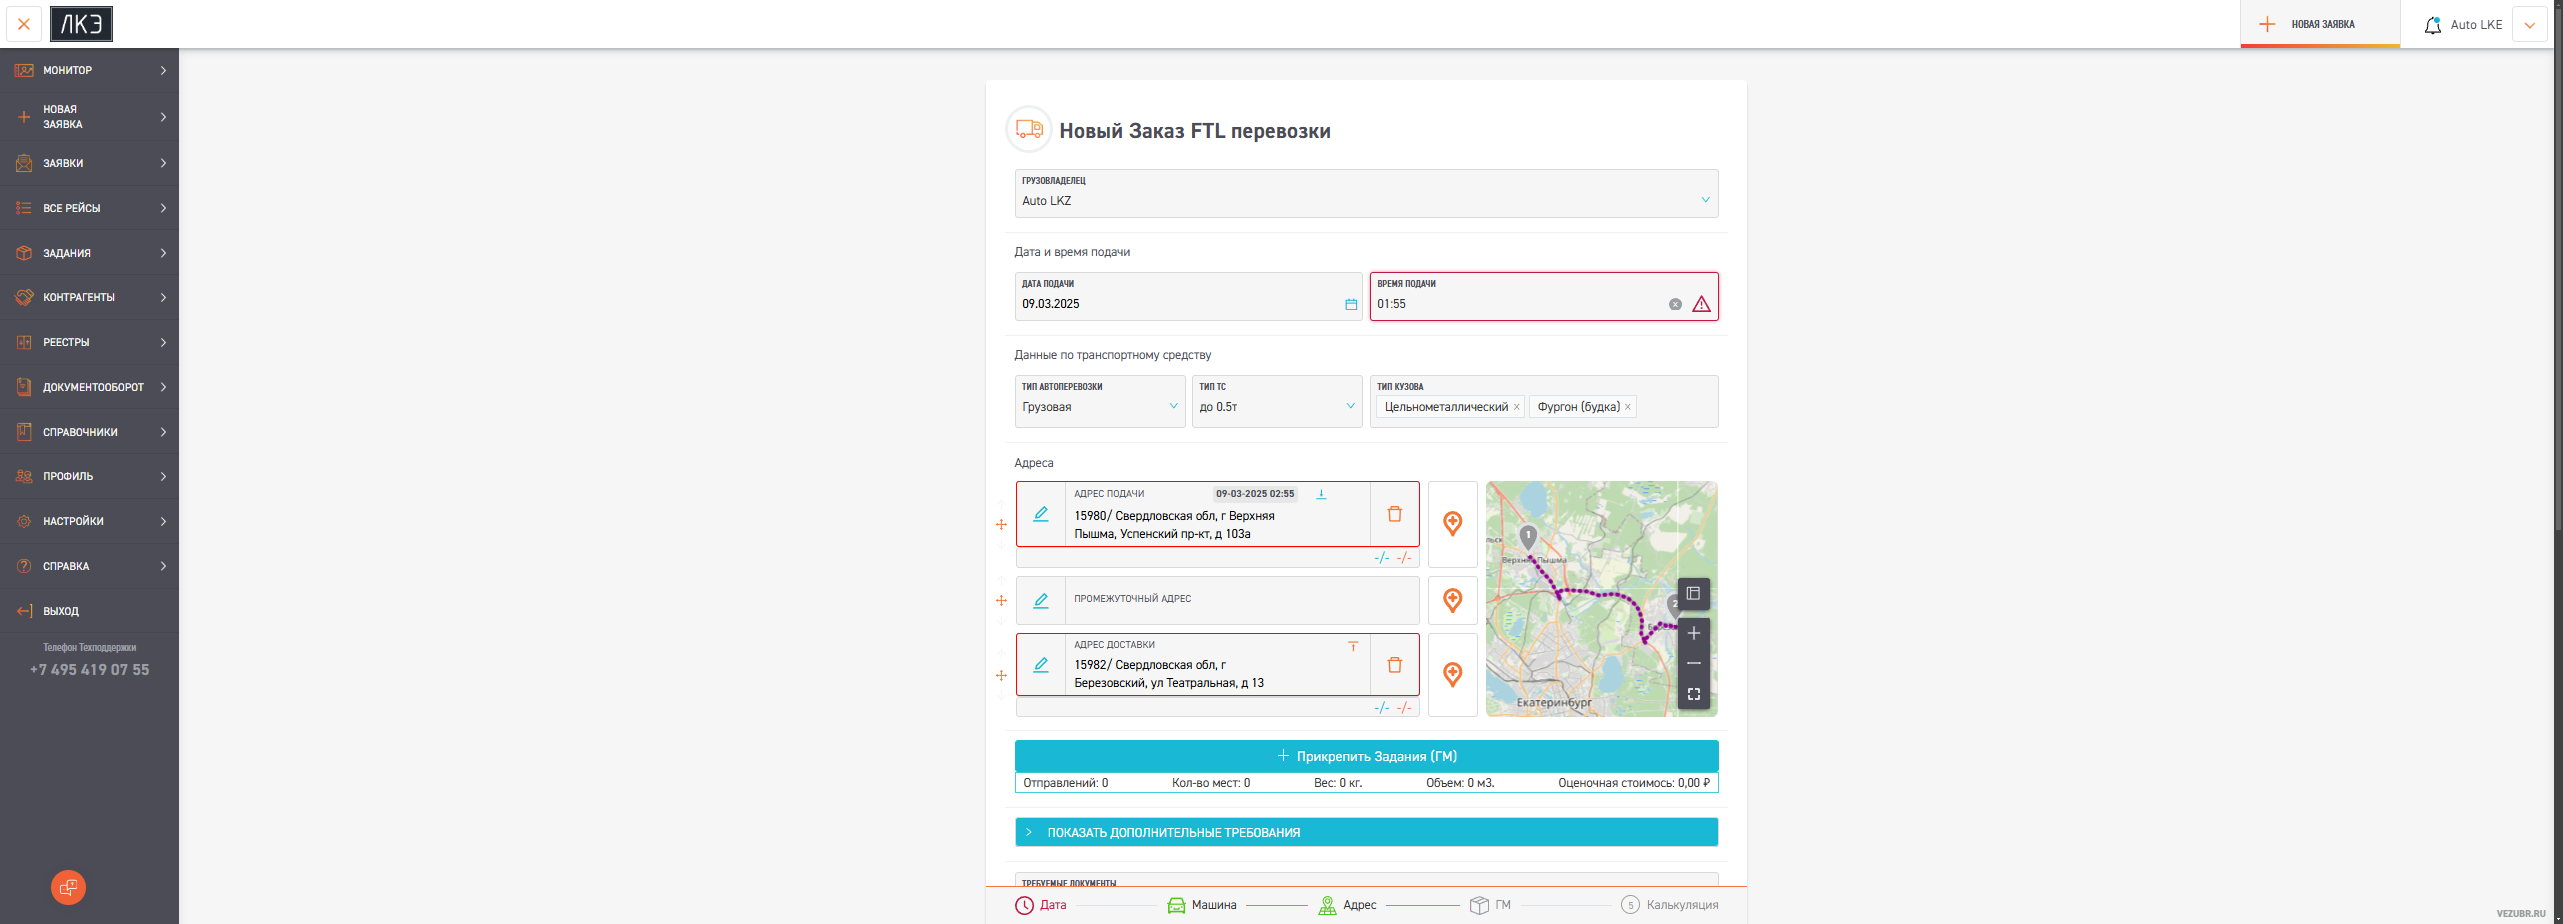 ЛКЭ
НОВАЯ ЗАЯВКА
Auto LKE
МОНИТОР
НОВАЯ
ЗАЯВКА
ЗАЯВКИ
ВСЕ РЕЙСЫ
ЗАДАНИЯ
КОНТРАГЕНТЫ
РЕЕСТРЫ
ДОКУМЕНТООБОРОТ
СПРАВОЧНИКИ
ПРОФИЛЬ
НАСТРОЙКИ
СПРАВКА
ВЫХОД
Телефон Техподдержки
+7 495 419 07 55
Новый Заказ FTL перевозки
ГРУЗОВЛАДЕЛЕЦ
Auto LKZ
Дата и время подачи
ДАТА ПОДАЧИ
09.03.2025
ВРЕМЯ ПОДАЧИ
01:55
Данные по транспортному средству
ТИП АВТОПЕРЕВОЗКИ
Грузовая
ТИП ТС
до 0.5т
ТИП КУЗОВА
Цельнометаллический ×
Фургон (будка) ×
Адреса
АДРЕС ПОДАЧИ
09-03-2025 02:55
15980/ Свердловская обл, г Верхняя
Пышма, Успенский пр-кт, д 103а
-/- -/-
ПРОМЕЖУТОЧНЫЙ АДРЕС
АДРЕС ДОСТАВКИ
15982/ Свердловская обл, г
Березовский, ул Театральная, д 13
-/- -/-
1
Верхняя Пышма
2
Екатеринбург
+ Прикрепить Задания (ГМ)
Отправлений: 0 Кол-во мест: 0 Вес: 0 кг. Объем: 0 м3. Оценочная стоимось: 0,00 ₽
ПОКАЗАТЬ ДОПОЛНИТЕЛЬНЫЕ ТРЕБОВАНИЯ
ТРЕБУЕМЫЕ ДОКУМЕНТЫ
Дата
Машина
Адрес
ГМ
5 Калькуляция
VEZUBR.RU